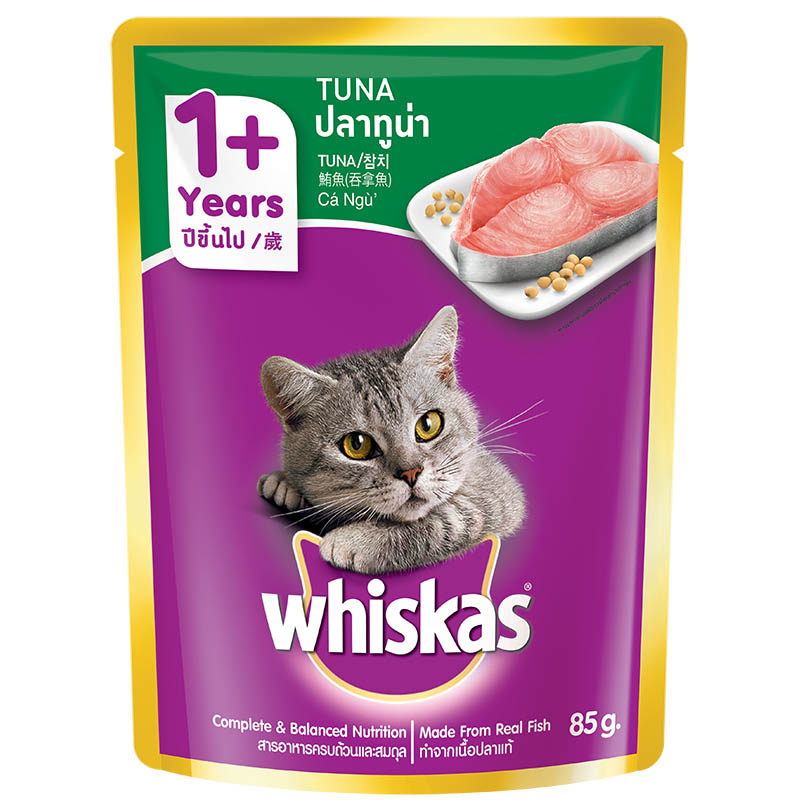 1+
Years
ปีขึ้นไป / 歲
TUNA
ปลาทูน่า
TUNA/참치
鮪魚(吞拿魚)
Cá Ngừ
whiskas®
Complete & Balanced Nutrition
สารอาหารครบถ้วนและสมดุล
Made From Real Fish
ทำจากเนื้อปลาแท้
85g.